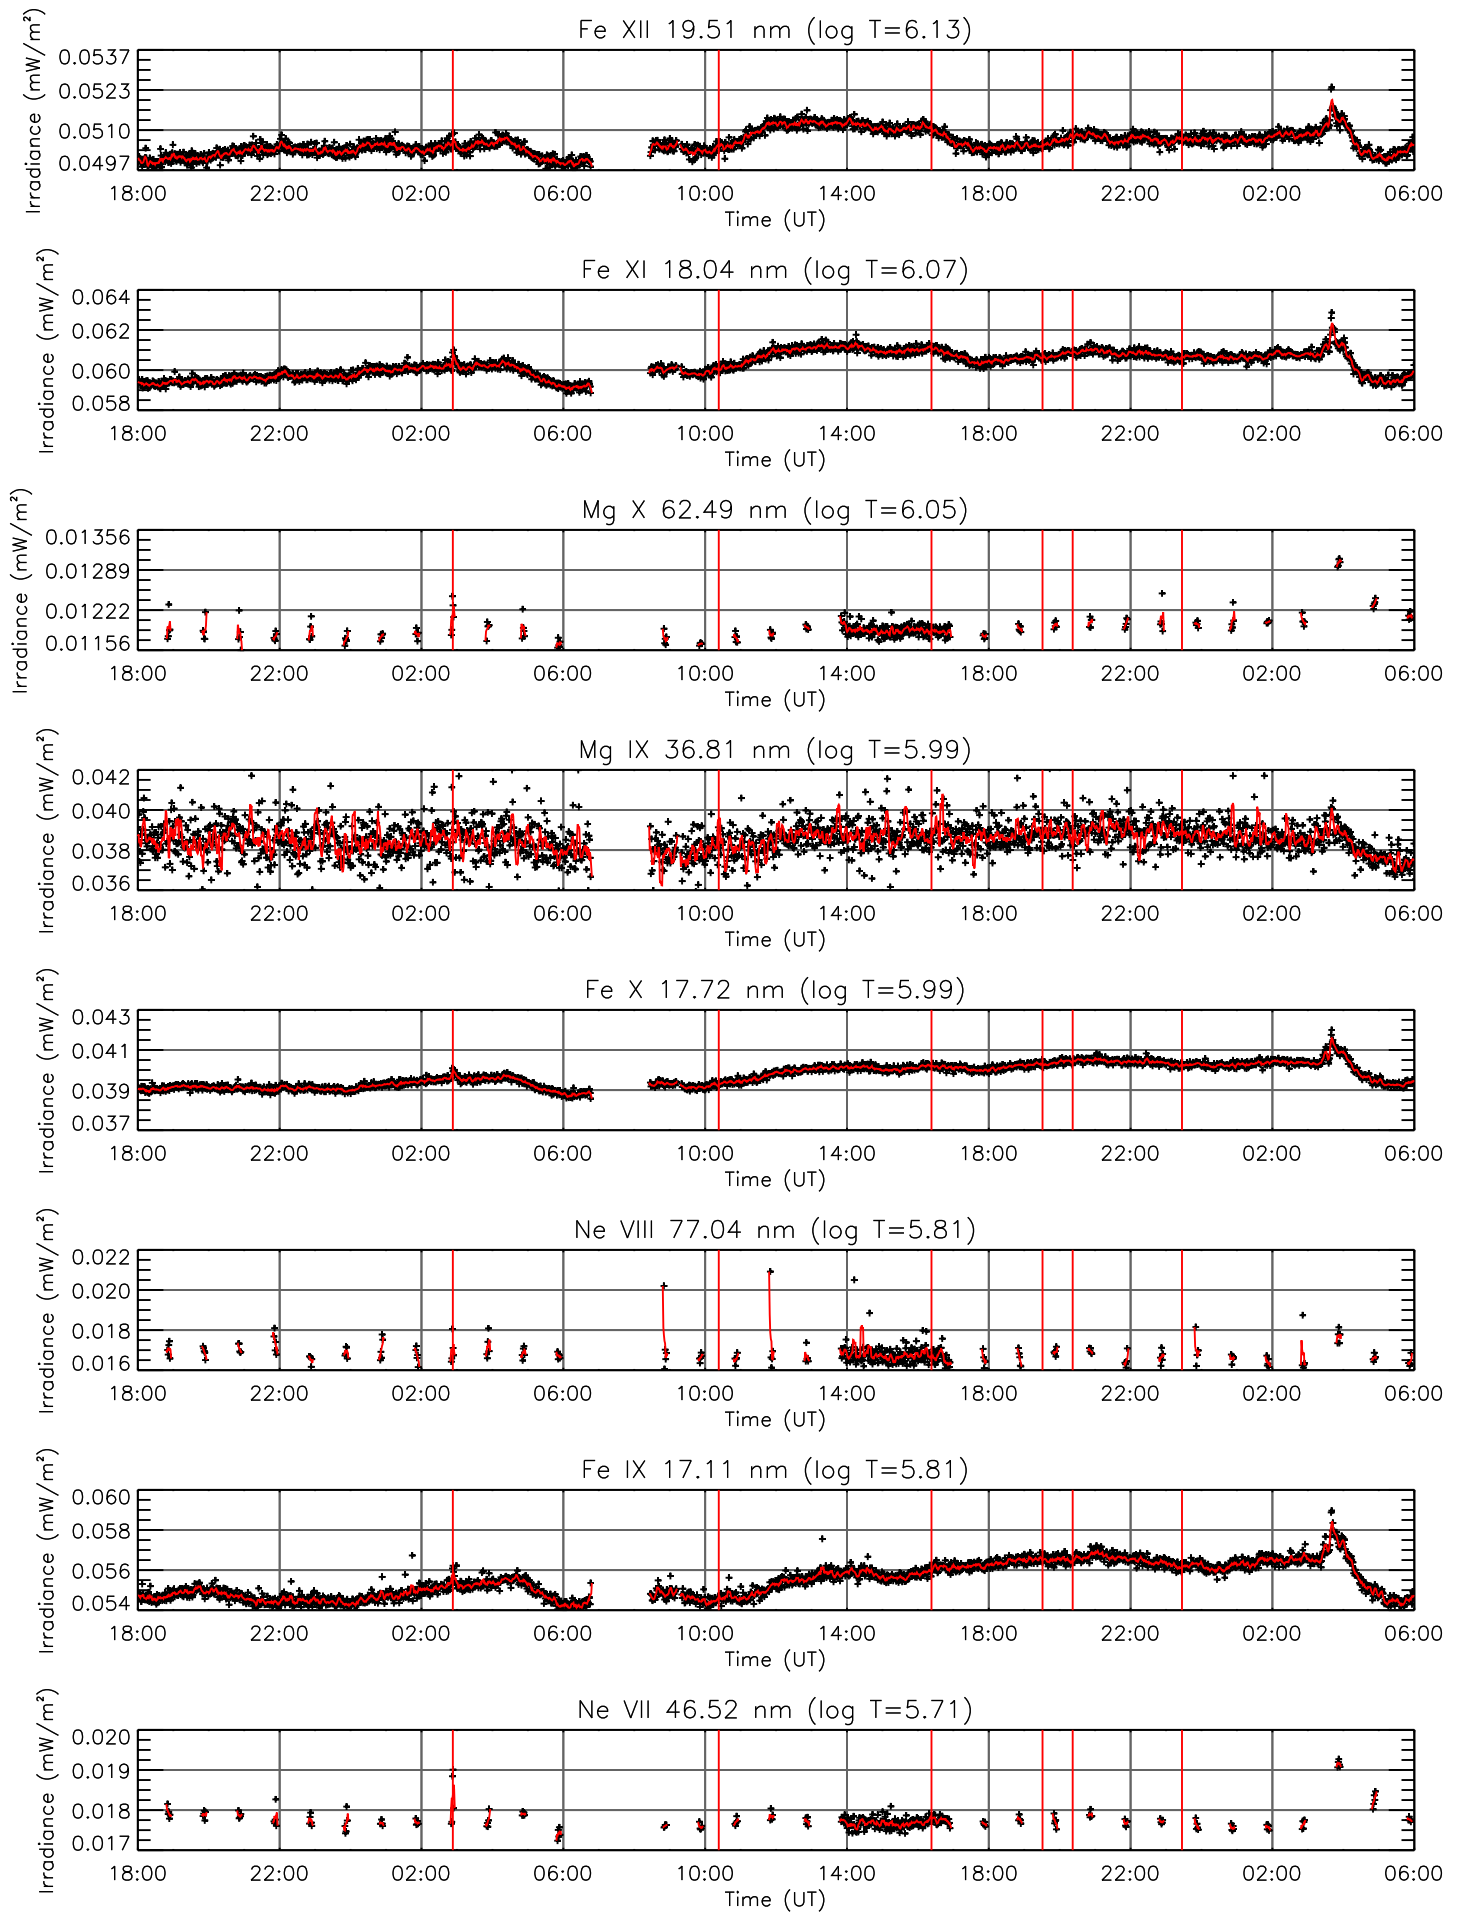 Fe XII 19.51 nm (log T=6.13)
Irradiance (mW/m²)
0.0537
0.0523
0.0510
0.0497
18:00 22:00 02:00 06:00 10:00 14:00 18:00 22:00 02:00 06:00
Time (UT)
Fe XI 18.04 nm (log T=6.07)
Irradiance (mW/m²)
0.064
0.062
0.060
0.058
18:00 22:00 02:00 06:00 10:00 14:00 18:00 22:00 02:00 06:00
Time (UT)
Mg X 62.49 nm (log T=6.05)
Irradiance (mW/m²)
0.01356
0.01289
0.01222
0.01156
18:00 22:00 02:00 06:00 10:00 14:00 18:00 22:00 02:00 06:00
Time (UT)
Mg IX 36.81 nm (log T=5.99)
Irradiance (mW/m²)
0.042
0.040
0.038
0.036
18:00 22:00 02:00 06:00 10:00 14:00 18:00 22:00 02:00 06:00
Time (UT)
Fe X 17.72 nm (log T=5.99)
Irradiance (mW/m²)
0.043
0.041
0.039
0.037
18:00 22:00 02:00 06:00 10:00 14:00 18:00 22:00 02:00 06:00
Time (UT)
Ne VIII 77.04 nm (log T=5.81)
Irradiance (mW/m²)
0.022
0.020
0.018
0.016
18:00 22:00 02:00 06:00 10:00 14:00 18:00 22:00 02:00 06:00
Time (UT)
Fe IX 17.11 nm (log T=5.81)
Irradiance (mW/m²)
0.060
0.058
0.056
0.054
18:00 22:00 02:00 06:00 10:00 14:00 18:00 22:00 02:00 06:00
Time (UT)
Ne VII 46.52 nm (log T=5.71)
Irradiance (mW/m²)
0.020
0.019
0.018
0.017
18:00 22:00 02:00 06:00 10:00 14:00 18:00 22:00 02:00 06:00
Time (UT)